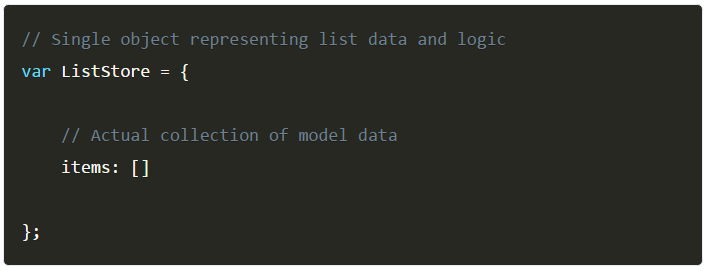 // Single object representing list data and logic
var ListStore = {
// Actual collection of model data
items: []
};